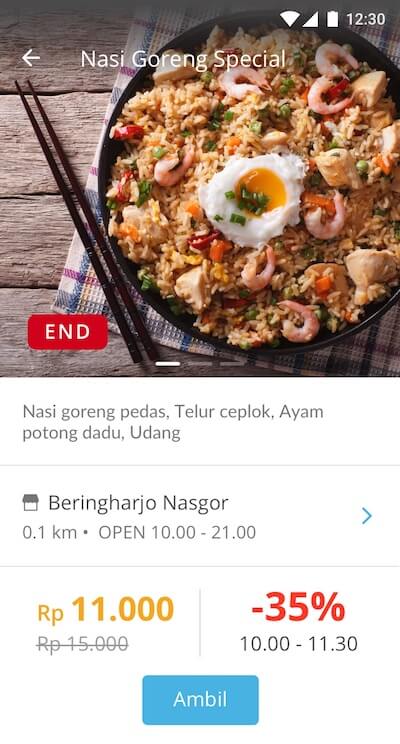 12:30
Nasi Goreng Special
END
Nasi goreng pedas, Telur ceplok, Ayam
potong dadu, Udang
Beringharjo Nasgor
0.1 km • OPEN 10.00 - 21.00
Rp 11.000
Rp 15.000
-35%
10.00 - 11.30
Ambil